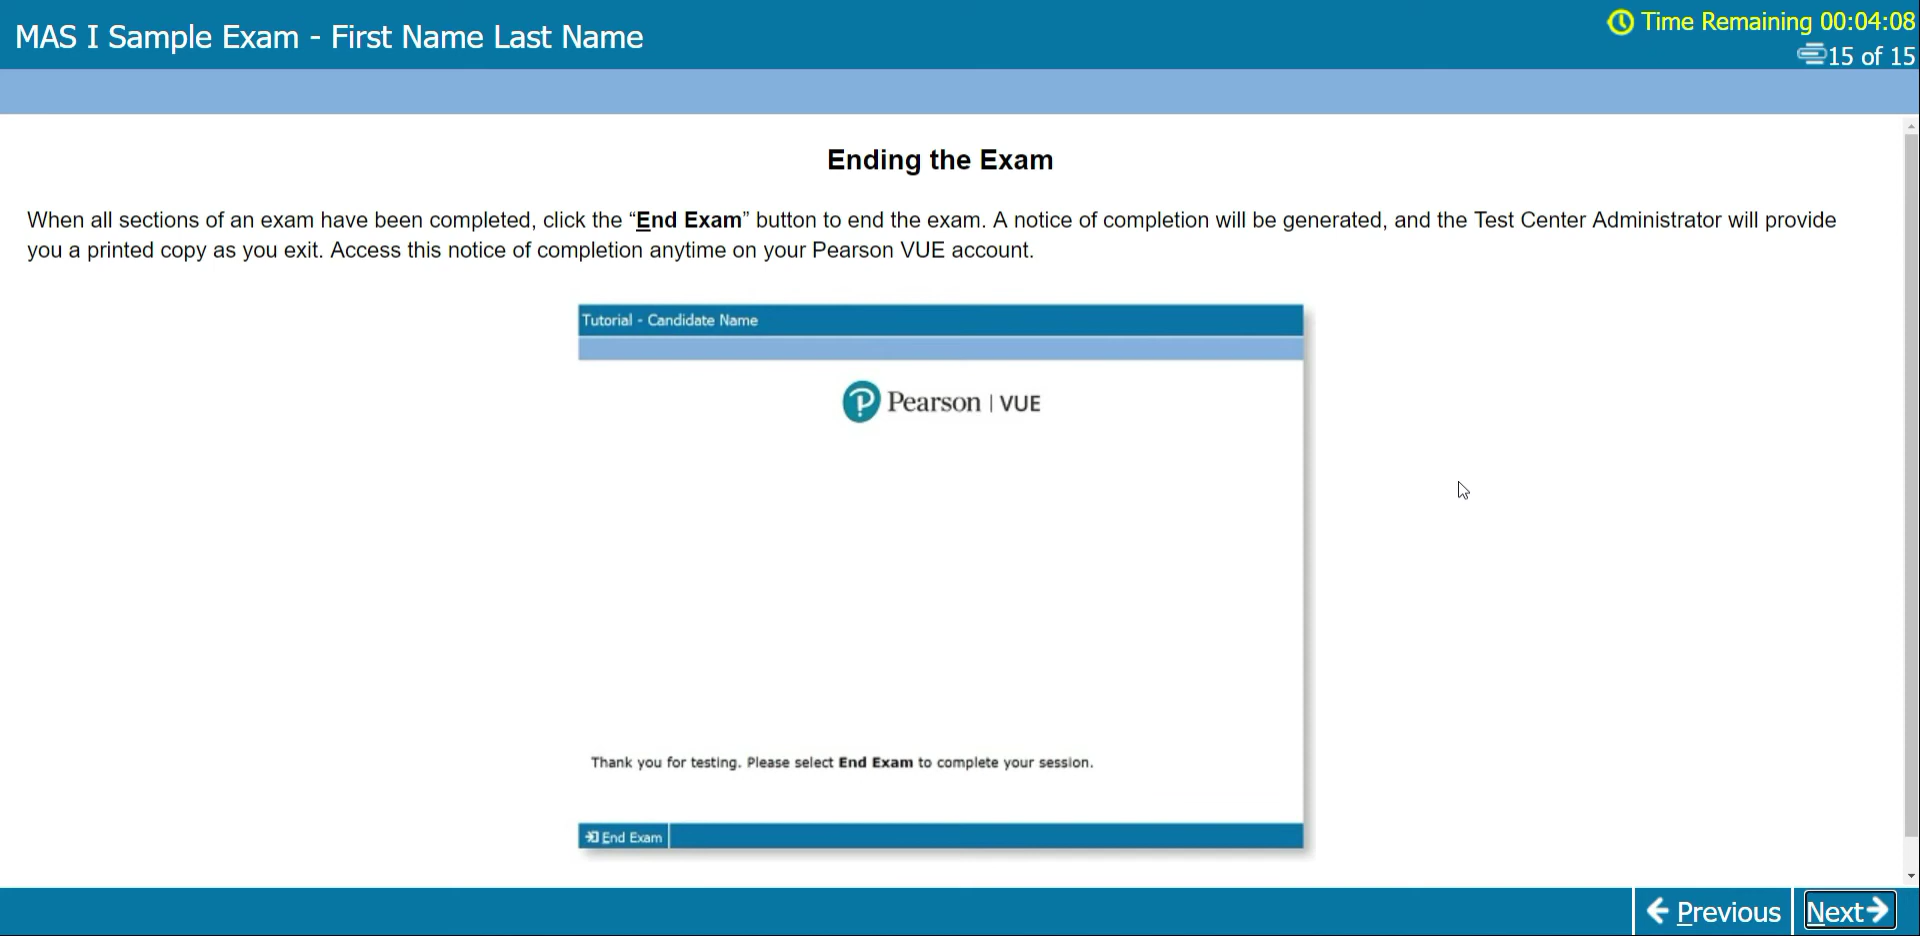 MAS I Sample Exam - First Name Last Name
Time Remaining 00:04:08
15 of 15
Ending the Exam
When all sections of an exam have been completed, click the “End Exam” button to end the exam. A notice of completion will be generated, and the Test Center Administrator will provide
you a printed copy as you exit. Access this notice of completion anytime on your Pearson VUE account.
Tutorial - Candidate Name
Pearson | VUE
Thank you for testing. Please select End Exam to complete your session.
End Exam
Previous
Next